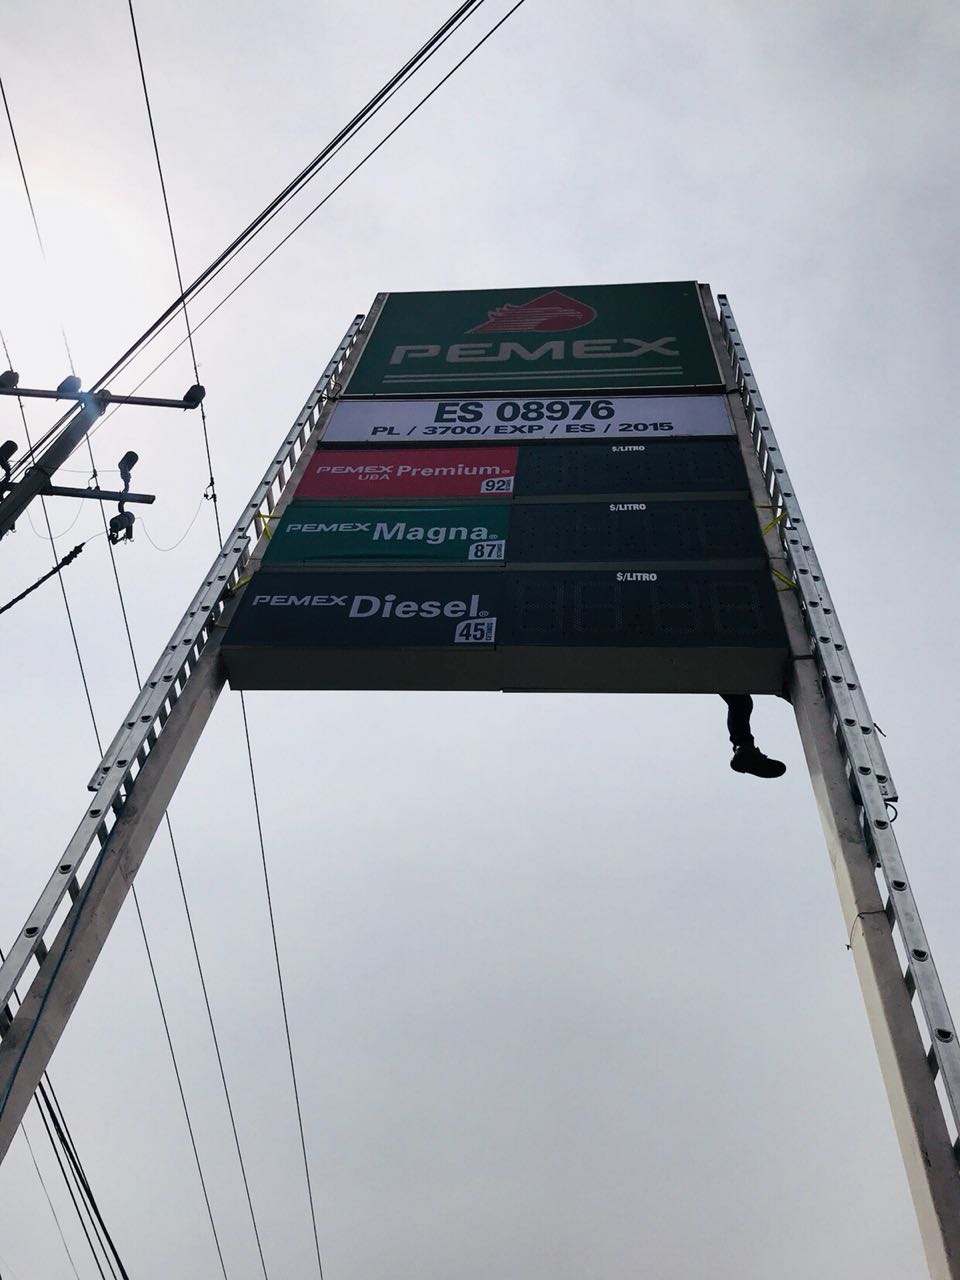 PEMEX
ES 08976
PL / 3700/ EXP / ES / 2015
PEMEX Premium
UBA
92
$/LITRO
PEMEX Magna
87
$/LITRO
PEMEX Diesel
45
$/LITRO